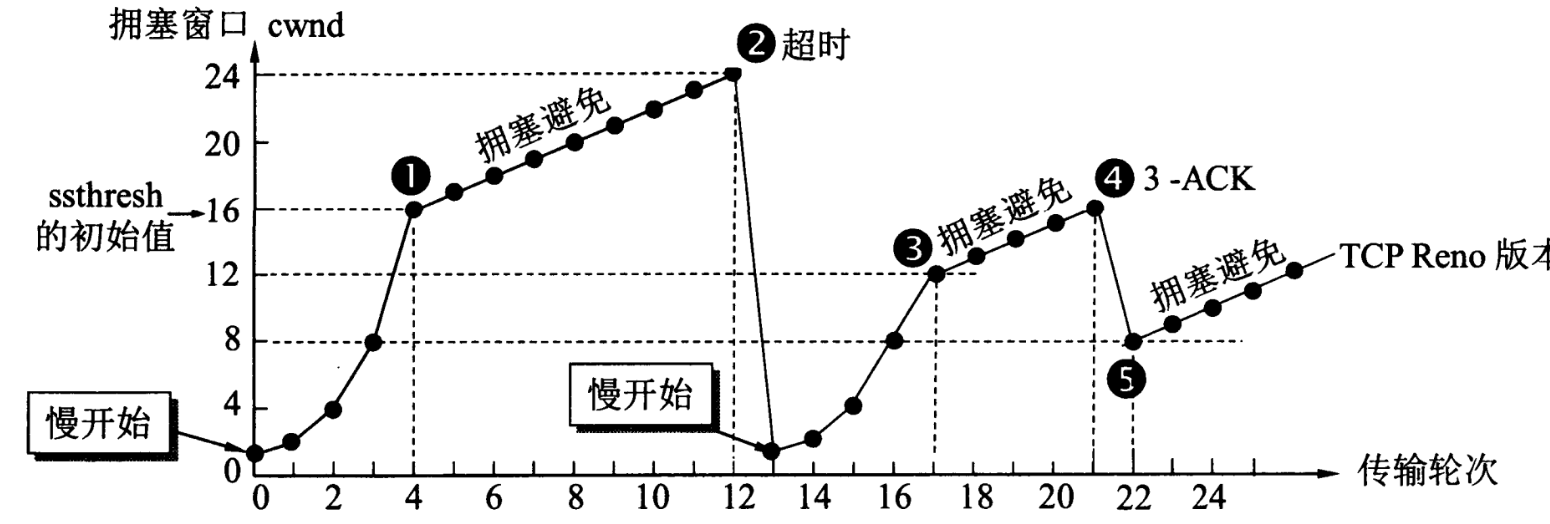 拥塞窗口 cwnd
❷ 超时
24
拥塞避免
20
❶
❹ 3 -ACK
ssthresh
的初始值
16
❸ 拥塞避免
12
拥塞避免
TCP Reno 版本
8
❺
慢开始
4
慢开始
0
0 2 4 6 8 10 12 14 16 18 20 22 24
传输轮次